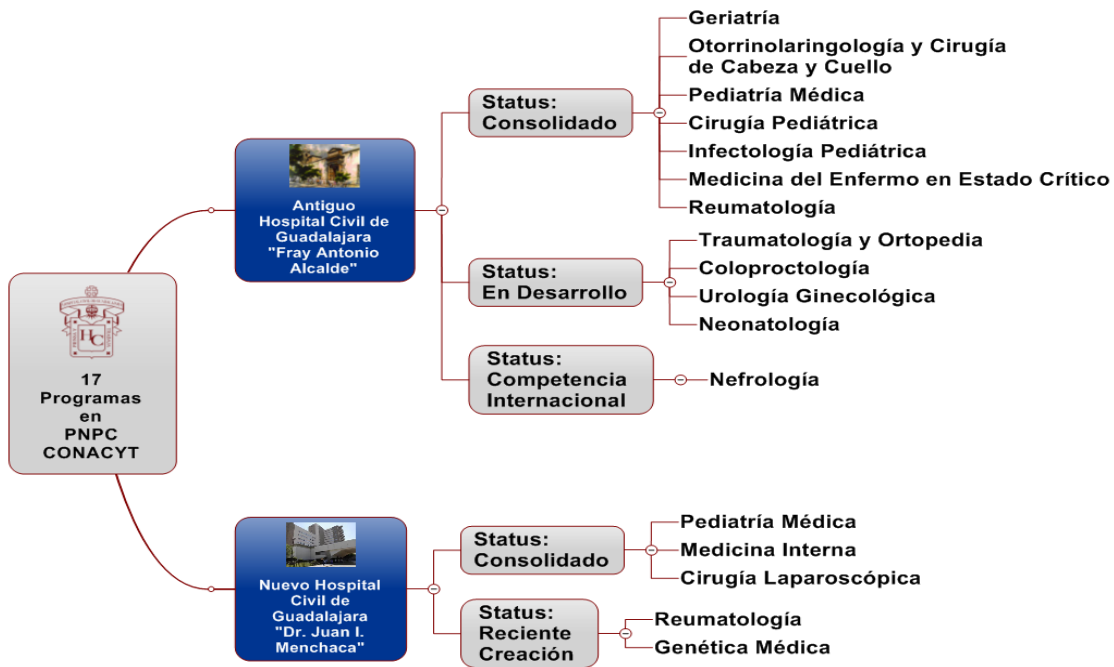 17
Programas
en
PNPC
CONACYT
Antiguo
Hospital Civil de
Guadalajara
"Fray Antonio
Alcalde"
Status:
Consolidado
Geriatría
Otorrinolaringología y Cirugía
de Cabeza y Cuello
Pediatría Médica
Cirugía Pediátrica
Infectología Pediátrica
Medicina del Enfermo en Estado Crítico
Reumatología
Status:
En Desarrollo
Traumatología y Ortopedia
Coloproctología
Urología Ginecológica
Neonatología
Status:
Competencia
Internacional
Nefrología
Nuevo Hospital
Civil de
Guadalajara
"Dr. Juan I.
Menchaca"
Status:
Consolidado
Pediatría Médica
Medicina Interna
Cirugía Laparoscópica
Status:
Reciente
Creación
Reumatología
Genética Médica